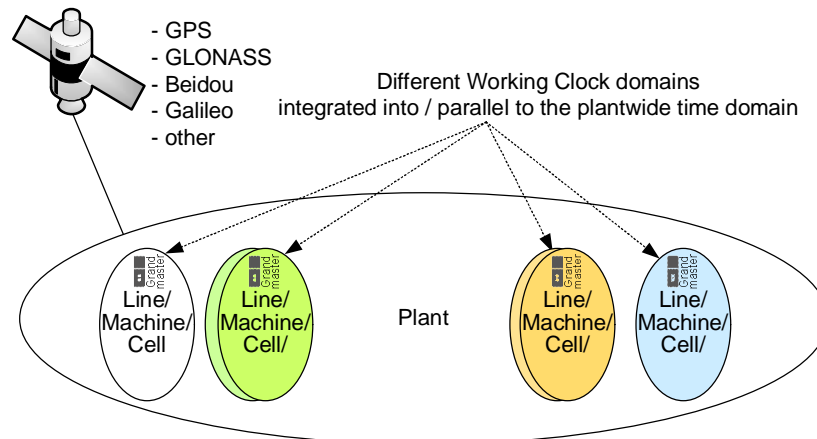 - GPS
- GLONASS
- Beidou
- Galileo
- other
Different Working Clock domains
integrated into / parallel to the plantwide time domain
Grand
master
Line/
Machine/
Cell
Grand
master
Line/
Machine/
Cell/
Plant
Grand
master
Line/
Machine/
Cell/
Grand
master
Line/
Machine/
Cell/